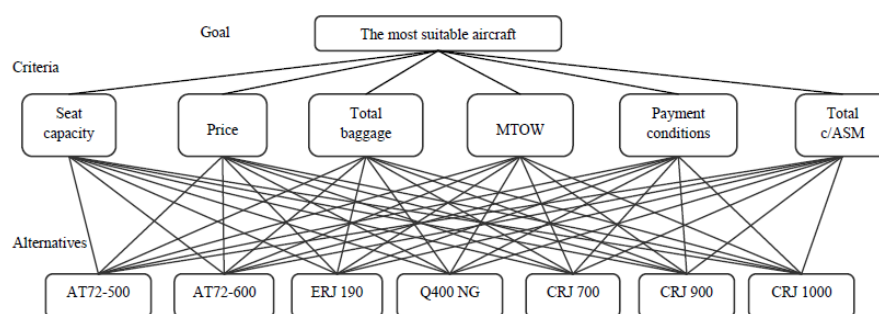 Goal
The most suitable aircraft
Criteria
Seat
capacity
Price
Total
baggage
MTOW
Payment
conditions
Total
c/ASM
Alternatives
AT72-500
AT72-600
ERJ 190
Q400 NG
CRJ 700
CRJ 900
CRJ 1000